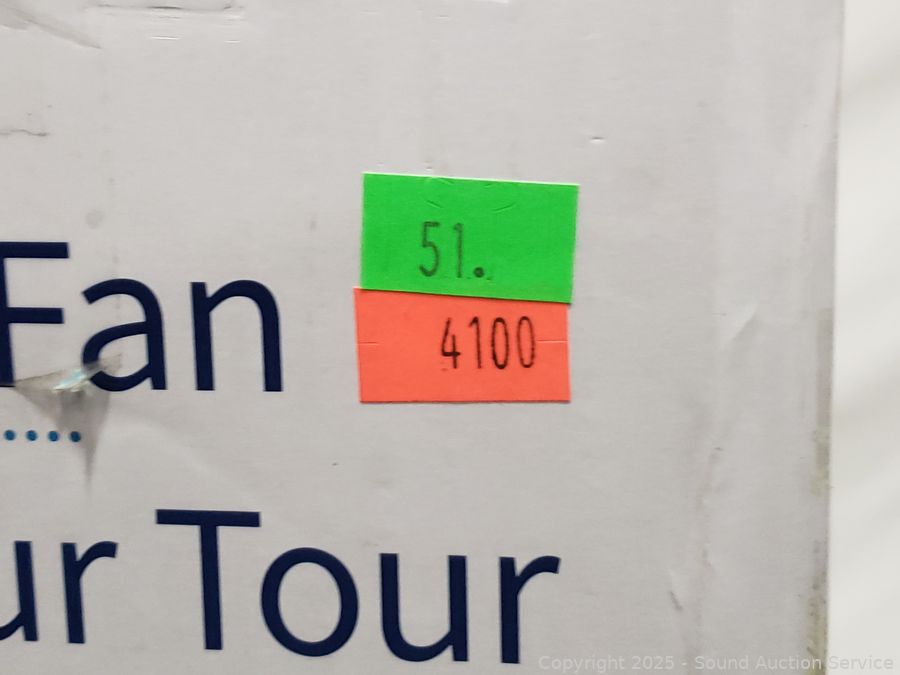 51.
Fan
4100
ur Tour
Copyright 2025 - Sound Auction Service